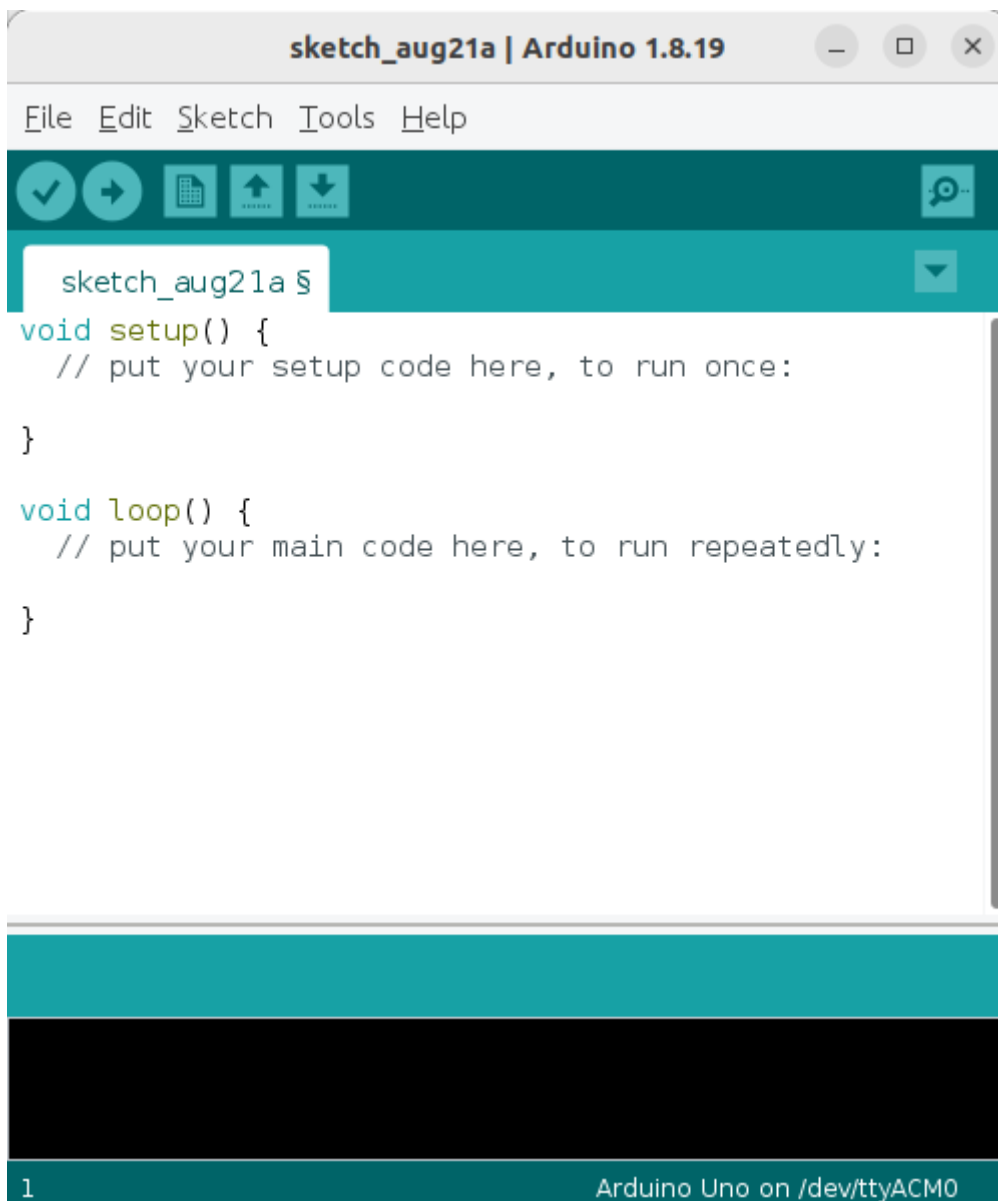 sketch_aug21a | Arduino 1.8.19
File Edit Sketch Tools Help
sketch_aug21a §
void setup() {
  // put your setup code here, to run once:
}
void loop() {
  // put your main code here, to run repeatedly:
}
1 Arduino Uno on /dev/ttyACM0